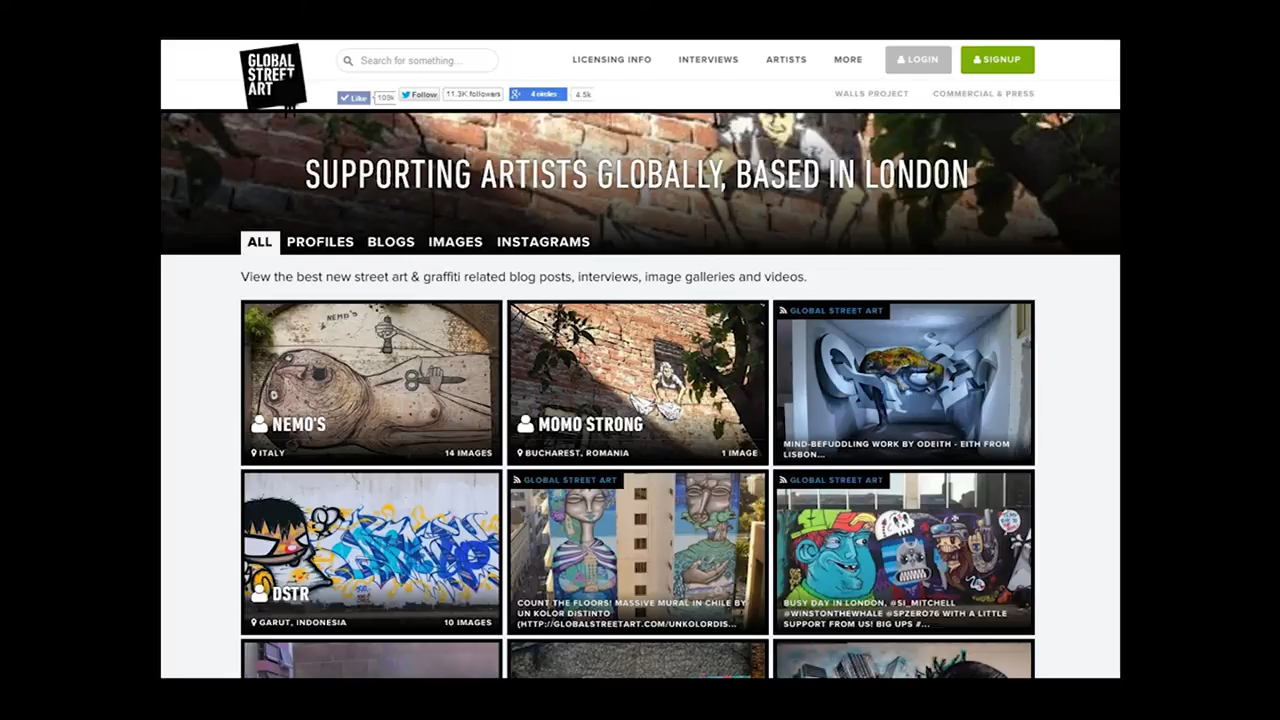 GLOBAL
STREET
ART
Search for something...
LICENSING INFO
INTERVIEWS
ARTISTS
MORE
LOGIN
SIGNUP
Like
109k
Follow
11.3K followers
4 circles
4.5k
WALLS PROJECT
COMMERCIAL & PRESS
SUPPORTING ARTISTS GLOBALLY, BASED IN LONDON
ALL
PROFILES
BLOGS
IMAGES
INSTAGRAMS
View the best new street art & graffiti related blog posts, interviews, image galleries and videos.
NEMO'S
NEMO'S
ITALY
14 IMAGES
MOMO STRONG
BUCHAREST, ROMANIA
1 IMAGE
GLOBAL STREET ART
MIND-BEFUDDLING WORK BY ODEITH - EITH FROM
LISBON...
DSTR
GARUT, INDONESIA
10 IMAGES
GLOBAL STREET ART
COUNT THE FLOORS! MASSIVE MURAL IN CHILE BY
UN KOLOR DISTINTO
(HTTP://GLOBALSTREETART.COM/UNKOLORDIS...
GLOBAL STREET ART
BUSY DAY IN LONDON, @SI_MITCHELL
@WINSTONTHEWHALE @SPZERO76 WITH A LITTLE
SUPPORT FROM US! BIG UPS #...